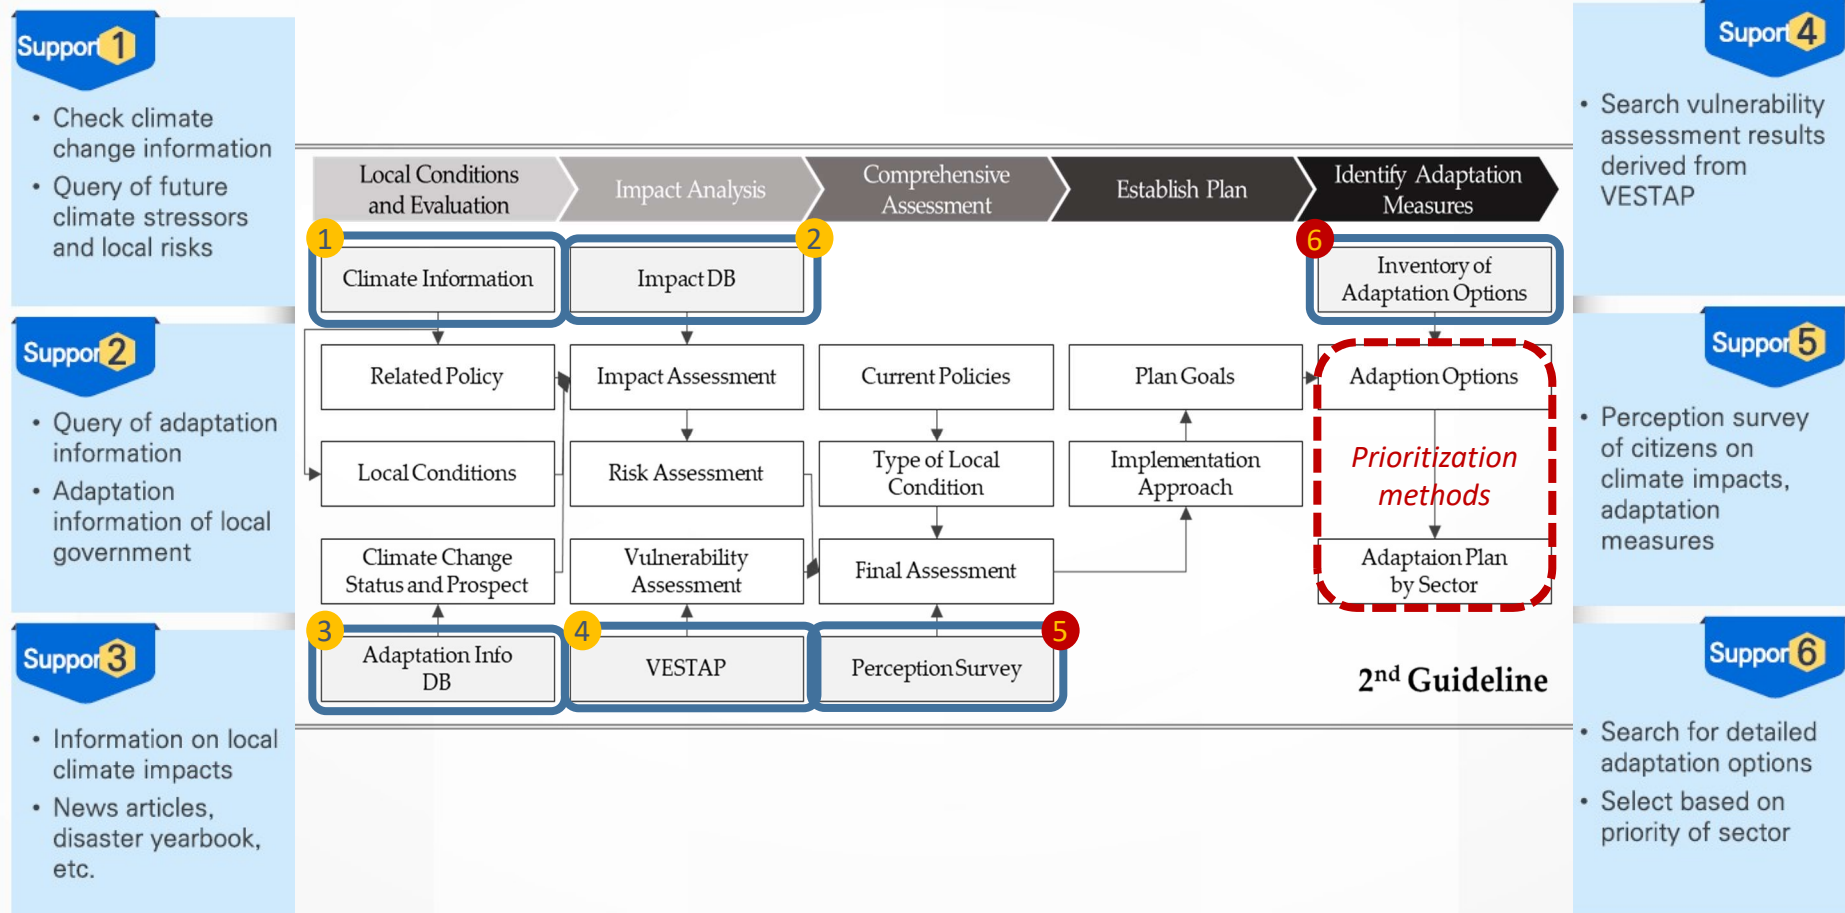 Support 1
• Check climate
change information
• Query of future
climate stressors
and local risks
Support 2
• Query of adaptation
information
• Adaptation
information of local
government
Support 3
• Information on local
climate impacts
• News articles,
disaster yearbook,
etc.
Local Conditions
and Evaluation
Impact Analysis
Comprehensive
Assessment
Establish Plan
Identify Adaptation
Measures
1
2
6
Climate Information
Impact DB
Inventory of
Adaptation Options
Related Policy
Impact Assessment
Current Policies
Plan Goals
Adaption Options
Local Conditions
Risk Assessment
Type of Local
Condition
Implementation
Approach
Prioritization
methods
Climate Change
Status and Prospect
Vulnerability
Assessment
Final Assessment
Adaptaion Plan
by Sector
3
4
5
Adaptation Info
DB
VESTAP
Perception Survey
2nd Guideline
Suport 4
• Search vulnerability
assessment results
derived from
VESTAP
Support 5
• Perception survey
of citizens on
climate impacts,
adaptation
measures
Support 6
• Search for detailed
adaptation options
• Select based on
priority of sector